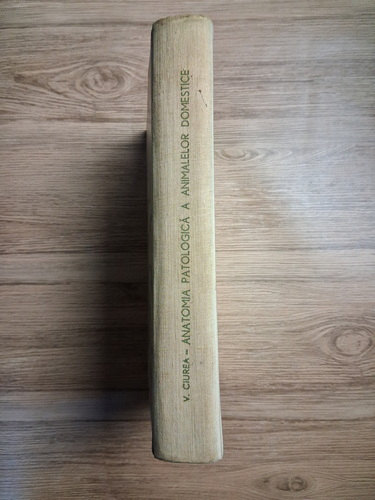 V. CIUREA – ANATOMIA PATOLOGICĂ A ANIMALELOR DOMESTICE